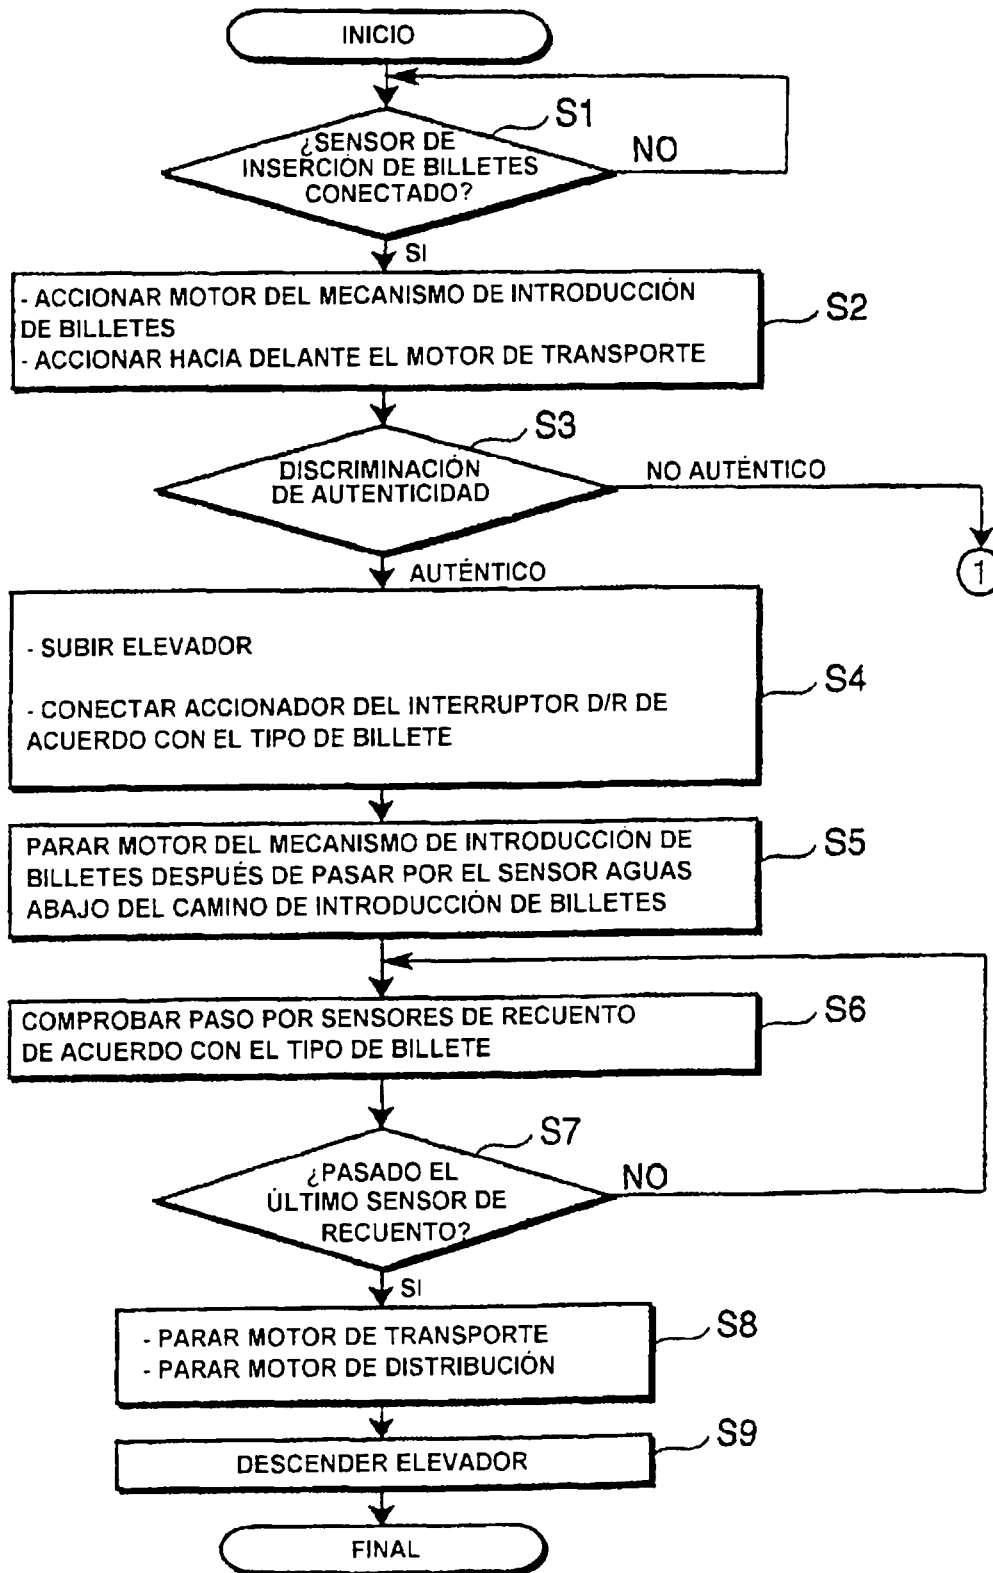 INICIO
S1
¿SENSOR DE
INSERCIÓN DE BILLETES
CONECTADO?
NO
SI
- ACCIONAR MOTOR DEL MECANISMO DE INTRODUCCIÓN
DE BILLETES
- ACCIONAR HACIA DELANTE EL MOTOR DE TRANSPORTE
S2
S3
DISCRIMINACIÓN
DE AUTENTICIDAD
NO AUTÉNTICO
1
AUTÉNTICO
- SUBIR ELEVADOR
- CONECTAR ACCIONADOR DEL INTERRUPTOR D/R DE
ACUERDO CON EL TIPO DE BILLETE
S4
PARAR MOTOR DEL MECANISMO DE INTRODUCCIÓN DE
BILLETES DESPUÉS DE PASAR POR EL SENSOR AGUAS
ABAJO DEL CAMINO DE INTRODUCCIÓN DE BILLETES
S5
COMPROBAR PASO POR SENSORES DE RECUENTO
DE ACUERDO CON EL TIPO DE BILLETE
S6
S7
¿PASADO EL
ÚLTIMO SENSOR DE
RECUENTO?
NO
SI
- PARAR MOTOR DE TRANSPORTE
- PARAR MOTOR DE DISTRIBUCIÓN
S8
DESCENDER ELEVADOR
S9
FINAL